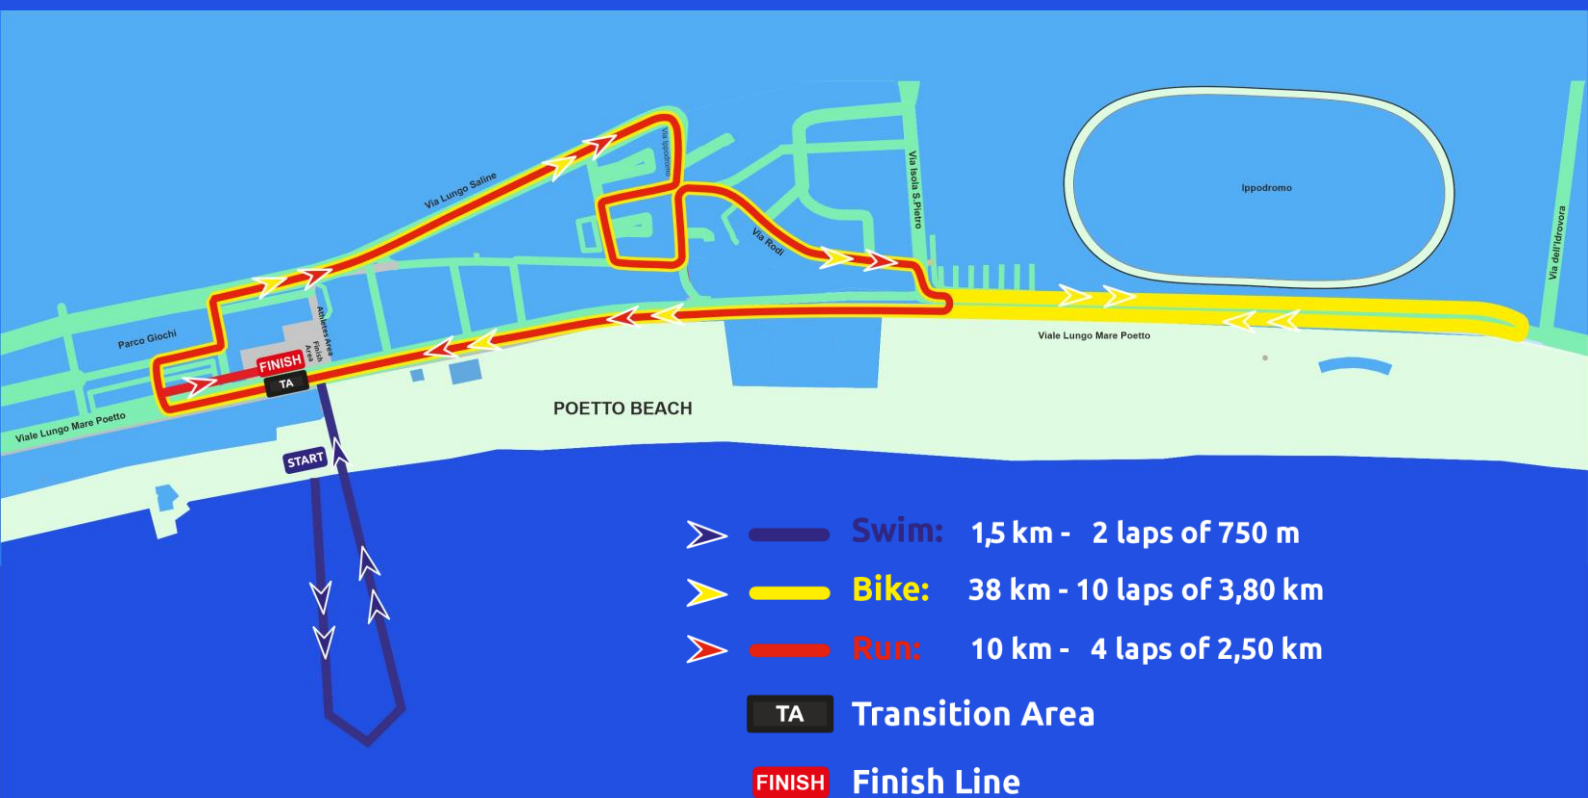 Via Ippodromo
Via Lungo Saline
Via Isola S.Pietro
Ippodromo
Via dell'Idrovora
Via Rodi
Parco Giochi
Athletes Area
Finish
Area
FINISH
TA
Viale Lungo Mare Poetto
Viale Lungo Mare Poetto
POETTO BEACH
START
Swim: 1,5 km - 2 laps of 750 m
Bike: 38 km - 10 laps of 3,80 km
Run: 10 km - 4 laps of 2,50 km
TA Transition Area
FINISH Finish Line